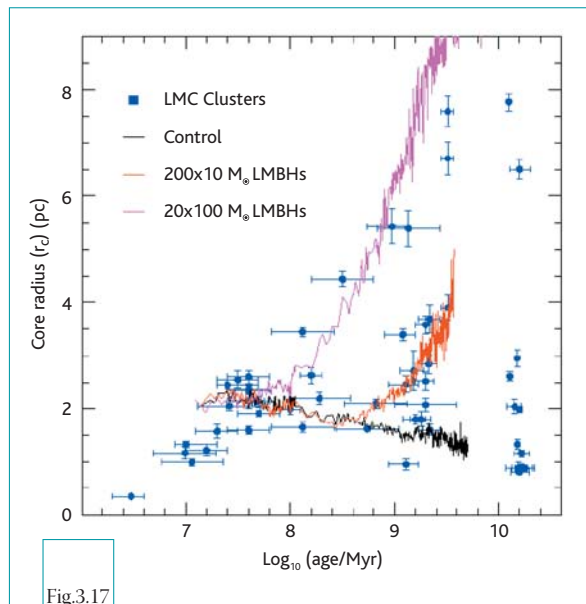 8
6
4
2
0
Core radius (r_c) (pc)
LMC Clusters
Control
200x10 M⊙ LMBHs
20x100 M⊙ LMBHs
7 8 9 10
Log₁₀ (age/Myr)
Fig.3.17